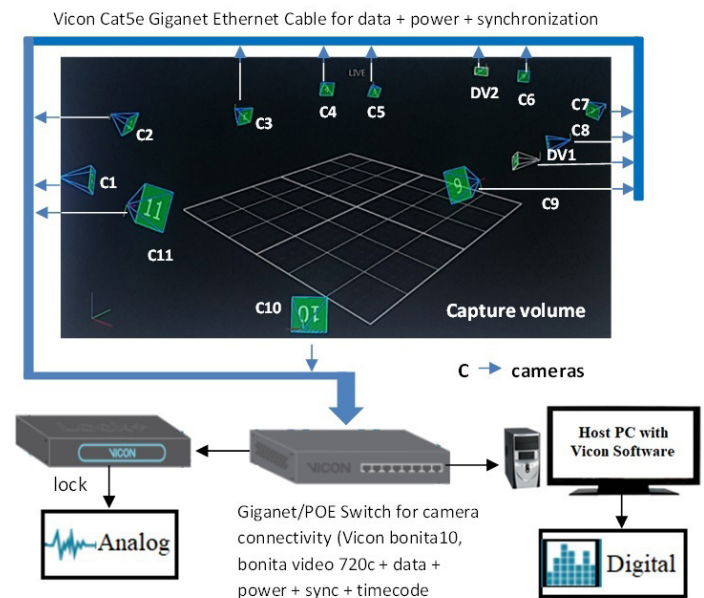 Vicon Cat5e Giganet Ethernet Cable for data + power + synchronization
LIVE
C4
C5
DV2
C6
C7
C3
C2
C8
DV1
C1
9
C9
11
C11
C10
10
Capture volume
C cameras
VICON
VICON
Host PC with
Vicon Software
lock
Analog
Giganet/POE Switch for camera
connectivity (Vicon bonita10,
bonita video 720c + data +
power + sync + timecode
Digital